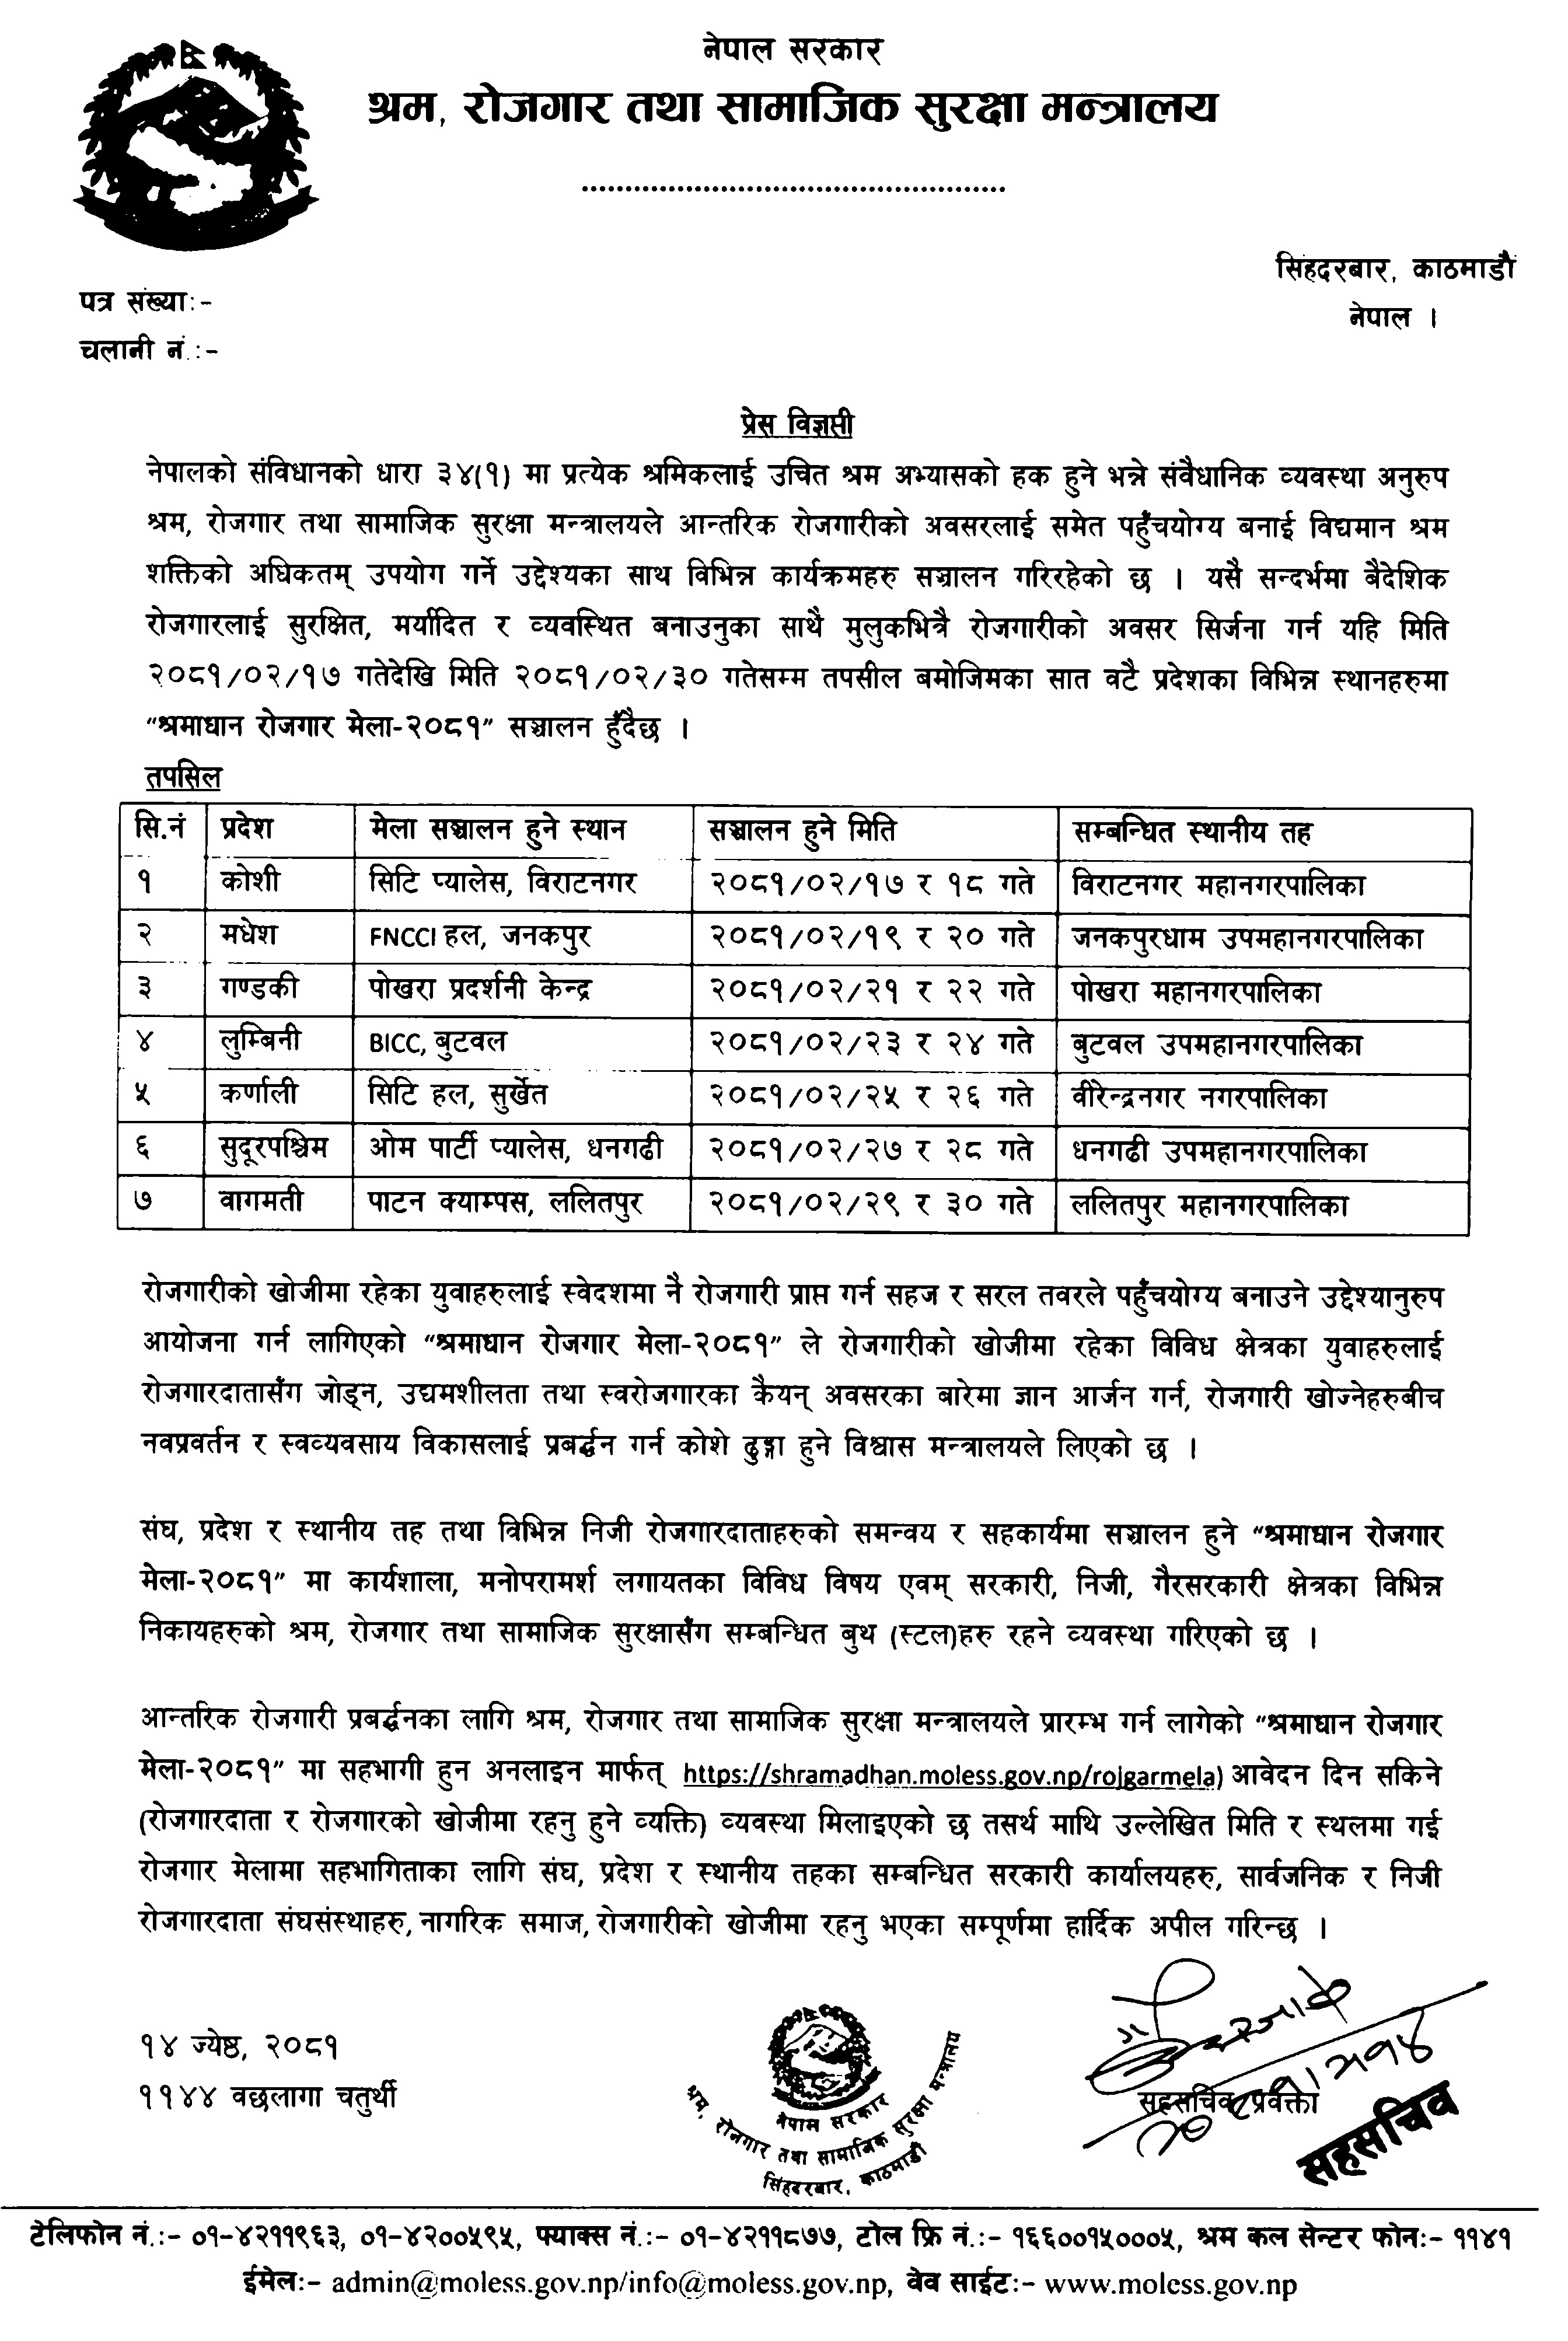 नेपाल सरकार
श्रम, रोजगार तथा सामाजिक सुरक्षा मन्त्रालय
सिंहदरबार, काठमाडौं
नेपाल ।
पत्र संख्याः-
चलानी नं.:-
प्रेस विज्ञप्ती
नेपालको संविधानको धारा ३४(१) मा प्रत्येक श्रमिकलाई उचित श्रम अभ्यासको हक हुने भन्ने संवैधानिक व्यवस्था अनुरुप
श्रम, रोजगार तथा सामाजिक सुरक्षा मन्त्रालयले आन्तरिक रोजगारीको अवसरलाई समेत पहुँचयोग्य बनाई विद्यमान श्रम
शक्तिको अधिकतम् उपयोग गर्ने उद्देश्यका साथ विभिन्न कार्यक्रमहरु सञ्चालन गरिरहेको छ । यसै सन्दर्भमा बैदेशिक
रोजगारलाई सुरक्षित, मर्यादित र व्यवस्थित बनाउनुका साथै मुलुकभित्रै रोजगारीको अवसर सिर्जना गर्न यहि मिति
२०८१/०२/१७ गतेदेखि मिति २०८१/०२/३० गतेसम्म तपसील बमोजिमका सात वटै प्रदेशका विभिन्न स्थानहरुमा
“श्रमाधान रोजगार मेला-२०८१” सञ्चालन हुँदैछ ।
तपसिल
सि.नं प्रदेश मेला सञ्चालन हुने स्थान सञ्चालन हुने मिति सम्बन्धित स्थानीय तह
१ कोशी सिटि प्यालेस, विराटनगर २०८१/०२/१७ र १८ गते विराटनगर महानगरपालिका
२ मधेश FNCCI हल, जनकपुर २०८१/०२/१९ र २० गते जनकपुरधाम उपमहानगरपालिका
३ गण्डकी पोखरा प्रदर्शनी केन्द्र २०८१/०२/२१ र २२ गते पोखरा महानगरपालिका
४ लुम्बिनी BICC, बुटवल २०८१/०२/२३ र २४ गते बुटवल उपमहानगरपालिका
५ कर्णाली सिटि हल, सुर्खेत २०८१/०२/२५ र २६ गते वीरेन्द्रनगर नगरपालिका
६ सुदूरपश्चिम ओम पार्टी प्यालेस, धनगढी २०८१/०२/२७ र २८ गते धनगढी उपमहानगरपालिका
७ वागमती पाटन क्याम्पस, ललितपुर २०८१/०२/२९ र ३० गते ललितपुर महानगरपालिका
रोजगारीको खोजीमा रहेका युवाहरुलाई स्वेदशमा नै रोजगारी प्राप्त गर्न सहज र सरल तवरले पहुँचयोग्य बनाउने उद्देश्यानुरुप
आयोजना गर्न लागिएको “श्रमाधान रोजगार मेला-२०८१” ले रोजगारीको खोजीमा रहेका विविध क्षेत्रका युवाहरुलाई
रोजगारदातासँग जोड्न, उद्यमशीलता तथा स्वरोजगारका कैयन् अवसरका बारेमा ज्ञान आर्जन गर्न, रोजगारी खोज्नेहरुबीच
नवप्रवर्तन र स्वव्यवसाय विकासलाई प्रबर्द्धन गर्न कोशे ढुङ्गा हुने विश्वास मन्त्रालयले लिएको छ ।
संघ, प्रदेश र स्थानीय तह तथा विभिन्न निजी रोजगारदाताहरुको समन्वय र सहकार्यमा सञ्चालन हुने “श्रमाधान रोजगार
मेला-२०८१” मा कार्यशाला, मनोपरामर्श लगायतका विविध विषय एवम् सरकारी, निजी, गैरसरकारी क्षेत्रका विभिन्न
निकायहरुको श्रम, रोजगार तथा सामाजिक सुरक्षासँग सम्बन्धित बुथ (स्टल)हरु रहने व्यवस्था गरिएको छ ।
आन्तरिक रोजगारी प्रबर्द्धनका लागि श्रम, रोजगार तथा सामाजिक सुरक्षा मन्त्रालयले प्रारम्भ गर्न लागेको “श्रमाधान रोजगार
मेला-२०८१” मा सहभागी हुन अनलाइन मार्फत् https://shramadhan.moless.gov.np/rojgarmela) आवेदन दिन सकिने
(रोजगारदाता र रोजगारको खोजीमा रहनु हुने व्यक्ति) व्यवस्था मिलाइएको छ तसर्थ माथि उल्लेखित मिति र स्थलमा गई
रोजगार मेलामा सहभागिताका लागि संघ, प्रदेश र स्थानीय तहका सम्बन्धित सरकारी कार्यालयहरु, सार्वजनिक र निजी
रोजगारदाता संघसंस्थाहरु, नागरिक समाज, रोजगारीको खोजीमा रहनु भएका सम्पूर्णमा हार्दिक अपील गरिन्छ ।
१४ ज्येष्ठ, २०८१
११४४ वछलागा चतुर्थी
नेपाल सरकार
श्रम, रोजगार तथा सामाजिक सुरक्षा मन्त्रालय
सिंहदरबार, काठमाडौं
सहसचिव प्रवक्ता
सहसचिव
टेलिफोन नं.:- ०१-४२११९६३, ०१-४२००५९५, फ्याक्स नं.:- ०१-४२११८७७, टोल फ्रि नं.:- १६६००१५०००५, श्रम कल सेन्टर फोनः- ११४१
ईमेलः- admin@moless.gov.np/info@moless.gov.np, वेव साईटः- www.moless.gov.np